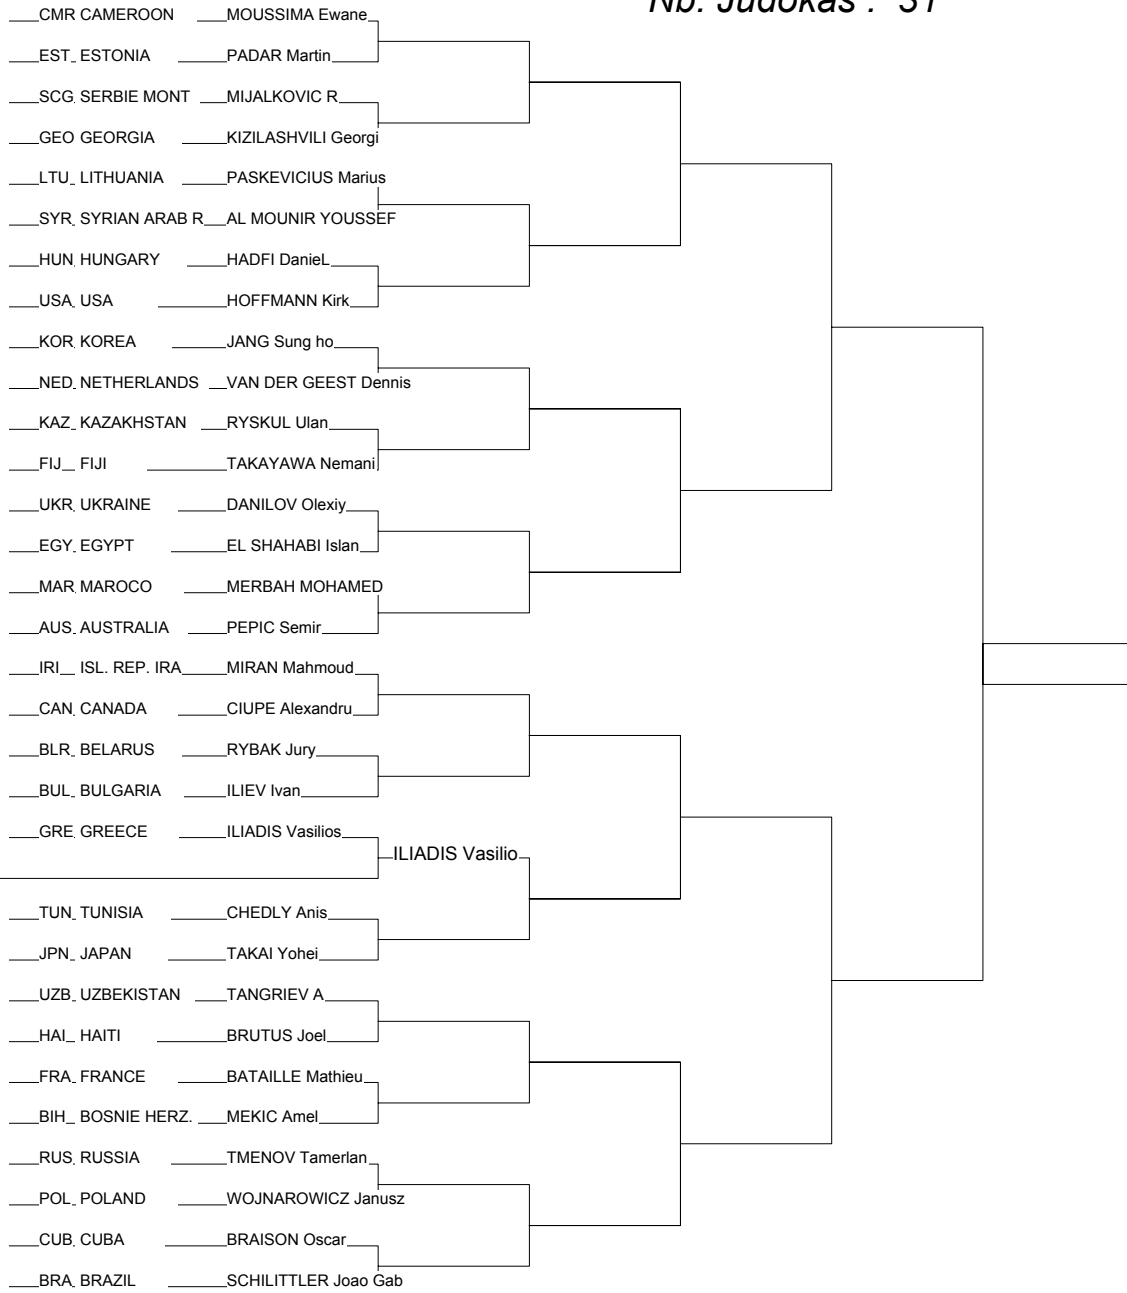 Nb. Judokas : 31
CMR CAMEROON MOUSSIMA Ewane
EST ESTONIA PADAR Martin
SCG SERBIE MONT MIJALKOVIC R
GEO GEORGIA KIZILASHVILI Georgi
LTU LITHUANIA PASKEVICIUS Marius
SYR SYRIAN ARAB R AL MOUNIR YOUSSEF
HUN HUNGARY HADFI DanieL
USA USA HOFFMANN Kirk
KOR KOREA JANG Sung ho
NED NETHERLANDS VAN DER GEEST Dennis
KAZ KAZAKHSTAN RYSKUL Ulan
FIJ FIJI TAKAYAWA Nemani
UKR UKRAINE DANILOV Olexiy
EGY EGYPT EL SHAHABI Islan
MAR MAROCO MERBAH MOHAMED
AUS AUSTRALIA PEPIC Semir
IRI ISL. REP. IRA MIRAN Mahmoud
CAN CANADA CIUPE Alexandru
BLR BELARUS RYBAK Jury
BUL BULGARIA ILIEV Ivan
GRE GREECE ILIADIS Vasilios
ILIADIS Vasilio
TUN TUNISIA CHEDLY Anis
JPN JAPAN TAKAI Yohei
UZB UZBEKISTAN TANGRIEV A
HAI HAITI BRUTUS Joel
FRA FRANCE BATAILLE Mathieu
BIH BOSNIE HERZ. MEKIC Amel
RUS RUSSIA TMENOV Tamerlan
POL POLAND WOJNAROWICZ Janusz
CUB CUBA BRAISON Oscar
BRA BRAZIL SCHILITTLER Joao Gab